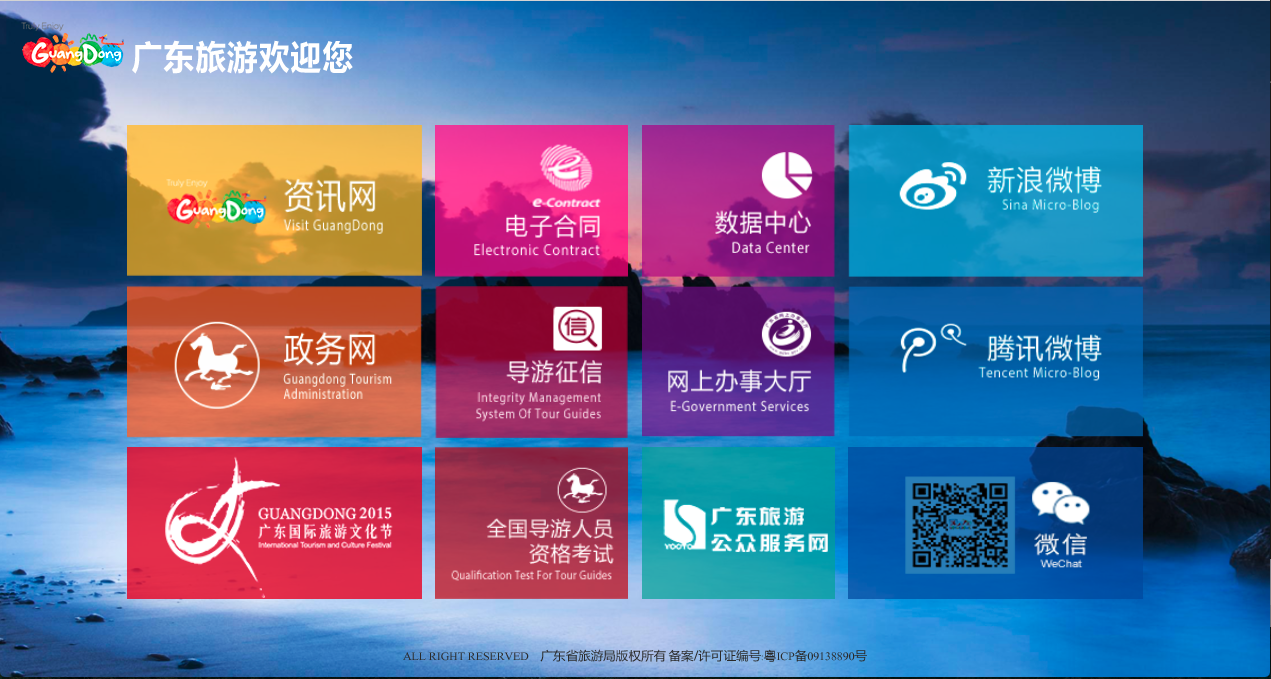 Truly Enjoy
GuangDong
广东旅游欢迎您
Truly Enjoy
GuangDong
资讯网
Visit GuangDong
e-Contract
电子合同
Electronic Contract
数据中心
Data Center
新浪微博
Sina Micro-Blog
政务网
Guangdong Tourism
Administration
信
导游征信
Integrity Management
System Of Tour Guides
网上办事大厅
E-Government Services
腾讯微博
Tencent Micro-Blog
GUANGDONG 2015
广东国际旅游文化节
International Tourism and Culture Festival
全国导游人员
资格考试
Qualification Test For Tour Guides
广东旅游
公众服务网
微信
WeChat
ALL RIGHT RESERVED 广东省旅游局版权所有 备案/许可证编号 粤ICP备09138890号